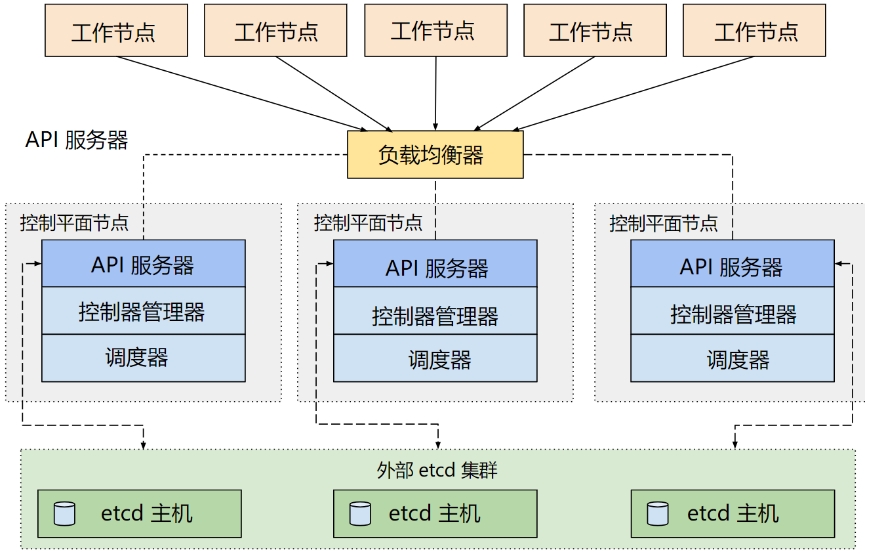 工作节点
工作节点
工作节点
工作节点
工作节点
API 服务器
负载均衡器
控制平面节点
API 服务器
控制器管理器
调度器
控制平面节点
API 服务器
控制器管理器
调度器
控制平面节点
API 服务器
控制器管理器
调度器
外部 etcd 集群
etcd 主机
etcd 主机
etcd 主机